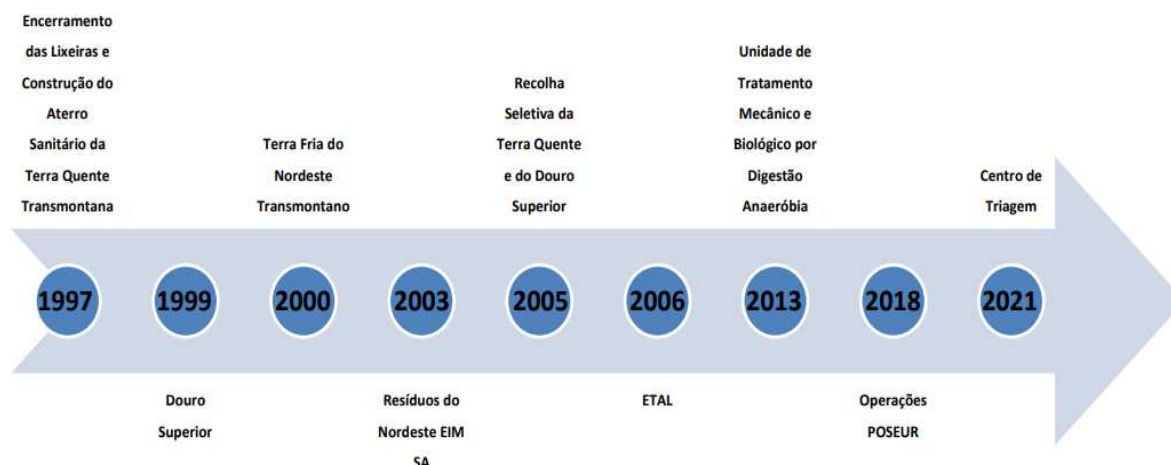 Encerramento
das Lixeiras e
Construção do
Aterro
Sanitário da
Terra Quente
Transmontana
Terra Fria do
Nordeste
Transmontano
Recolha
Seletiva da
Terra Quente
e do Douro
Superior
Unidade de
Tratamento
Mecânico e
Biológico por
Digestão
Anaeróbia
Centro de
Triagem
1997
1999
2000
2003
2005
2006
2013
2018
2021
Douro
Superior
Resíduos do
Nordeste EIM
SA
ETAL
Operações
POSEUR